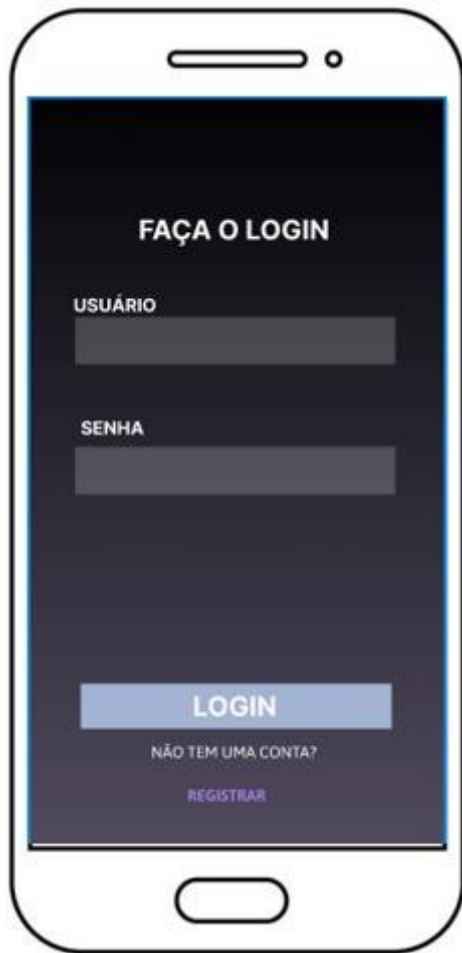 FAÇA O LOGIN
USUÁRIO
SENHA
LOGIN
NÃO TEM UMA CONTA?
REGISTRAR